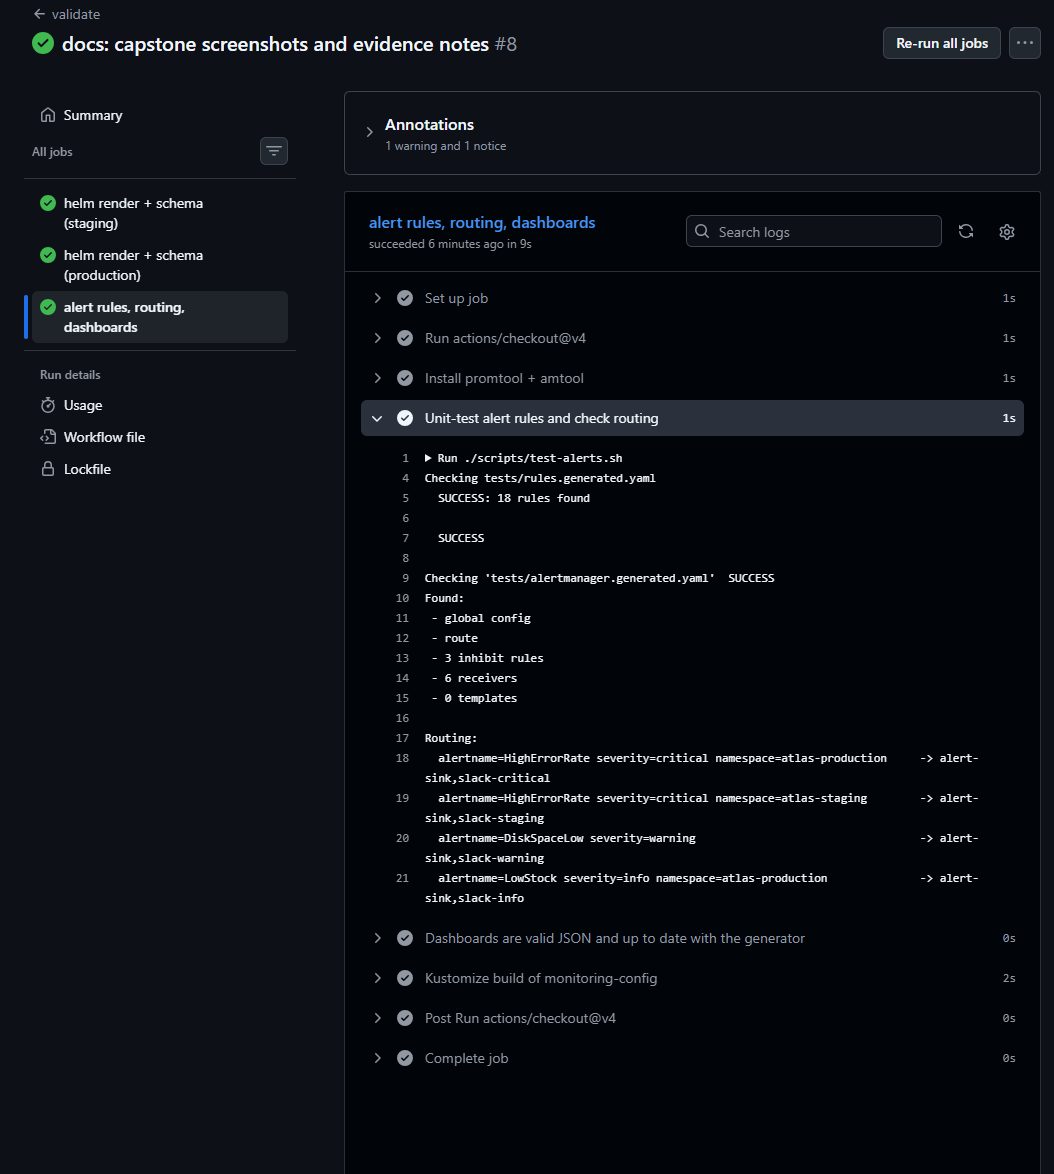 ← validate
docs: capstone screenshots and evidence notes #8
Re-run all jobs
Summary
All jobs
helm render + schema
(staging)
helm render + schema
(production)
alert rules, routing,
dashboards
Run details
Usage
Workflow file
Lockfile
Annotations
1 warning and 1 notice
alert rules, routing, dashboards
succeeded 6 minutes ago in 9s
Search logs
Set up job 1s
Run actions/checkout@v4 1s
Install promtool + amtool 1s
Unit-test alert rules and check routing 1s
1 ▶ Run ./scripts/test-alerts.sh
4 Checking tests/rules.generated.yaml
5 SUCCESS: 18 rules found
6
7 SUCCESS
8
9 Checking 'tests/alertmanager.generated.yaml'  SUCCESS
10 Found:
11 - global config
12 - route
13 - 3 inhibit rules
14 - 6 receivers
15 - 0 templates
16
17 Routing:
18 alertname=HighErrorRate severity=critical namespace=atlas-production -> alert-
sink,slack-critical
19 alertname=HighErrorRate severity=critical namespace=atlas-staging -> alert-
sink,slack-staging
20 alertname=DiskSpaceLow severity=warning -> alert-
sink,slack-warning
21 alertname=LowStock severity=info namespace=atlas-production -> alert-
sink,slack-info
Dashboards are valid JSON and up to date with the generator 0s
Kustomize build of monitoring-config 2s
Post Run actions/checkout@v4 0s
Complete job 0s